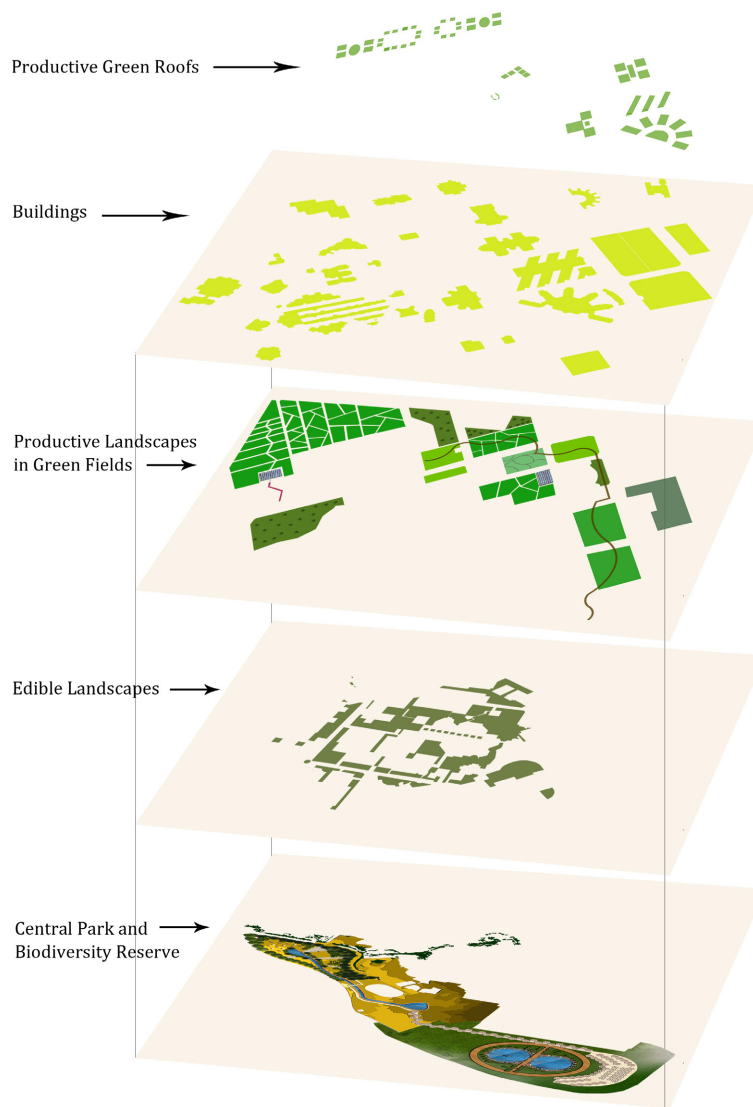 Productive Green Roofs
Buildings
Productive Landscapes
in Green Fields
Edible Landscapes
Central Park and
Biodiversity Reserve